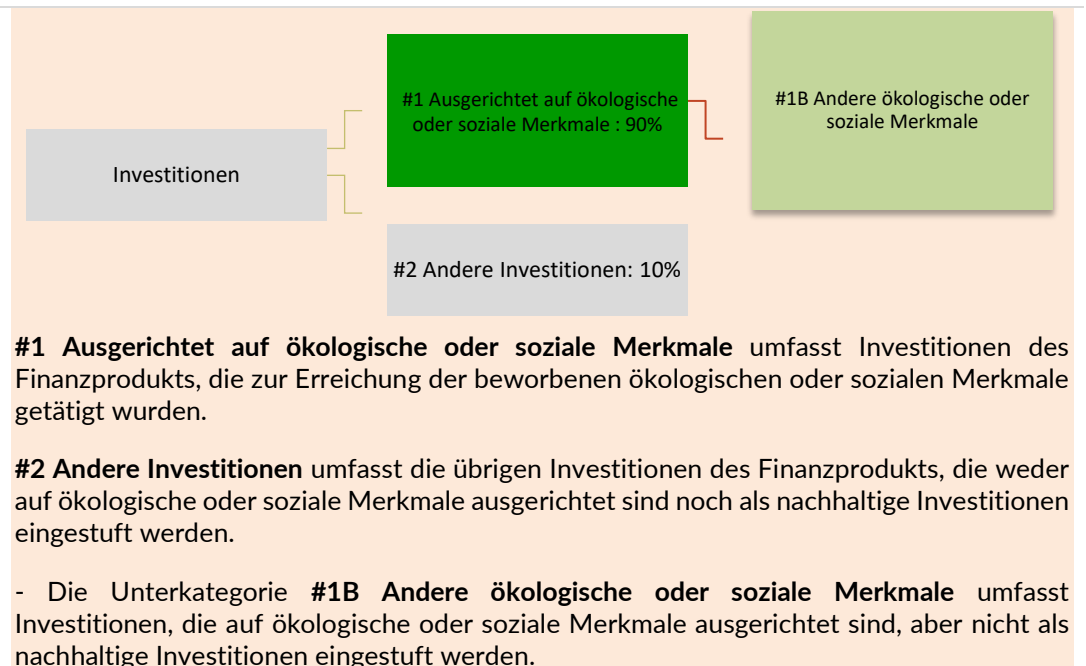 #1 Ausgerichtet auf ökologische
oder soziale Merkmale : 90%
#1B Andere ökologische oder
soziale Merkmale
Investitionen
#2 Andere Investitionen: 10%
#1 Ausgerichtet auf ökologische oder soziale Merkmale umfasst Investitionen des
Finanzprodukts, die zur Erreichung der beworbenen ökologischen oder sozialen Merkmale
getätigt wurden.
#2 Andere Investitionen umfasst die übrigen Investitionen des Finanzprodukts, die weder
auf ökologische oder soziale Merkmale ausgerichtet sind noch als nachhaltige Investitionen
eingestuft werden.
- Die Unterkategorie #1B Andere ökologische oder soziale Merkmale umfasst
Investitionen, die auf ökologische oder soziale Merkmale ausgerichtet sind, aber nicht als
nachhaltige Investitionen eingestuft werden.